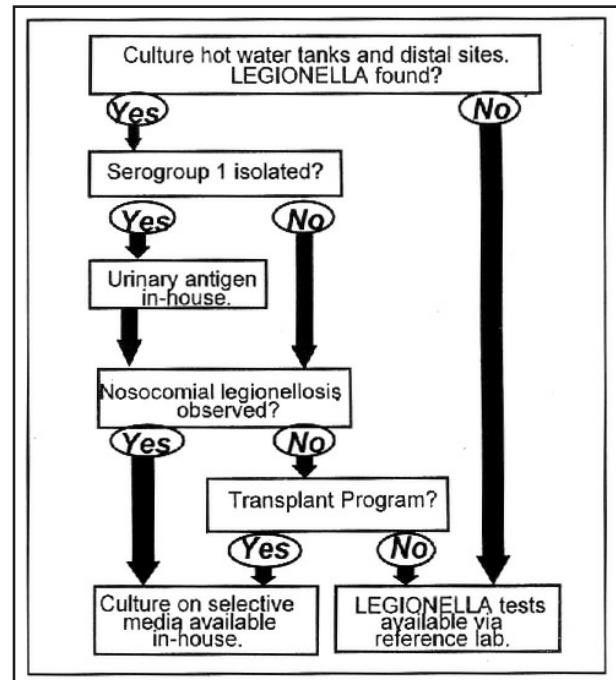 Culture hot water tanks and distal sites.
LEGIONELLA found?
Yes
No
Serogroup 1 isolated?
Yes
No
Urinary antigen
in-house.
Nosocomial legionellosis
observed?
Yes
No
Transplant Program?
Yes
No
Culture on selective
media available
in-house.
LEGIONELLA tests
available via
reference lab.